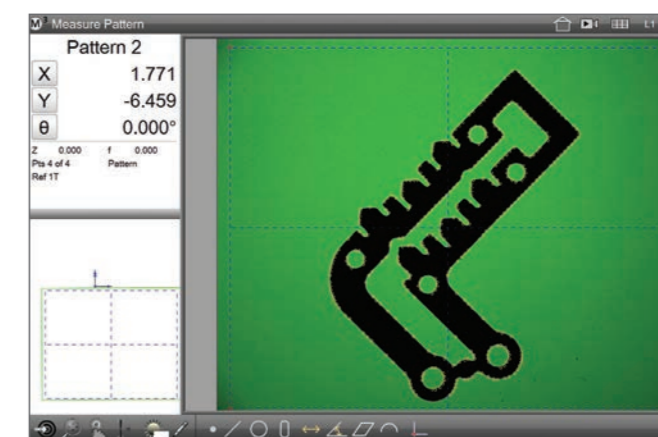 M³ Measure Pattern
L1
Pattern 2
X 1.771
Y -6.459
θ 0.000°
Z 0.000 f 0.000
Pts 4 of 4 Pattern
Ref 1T